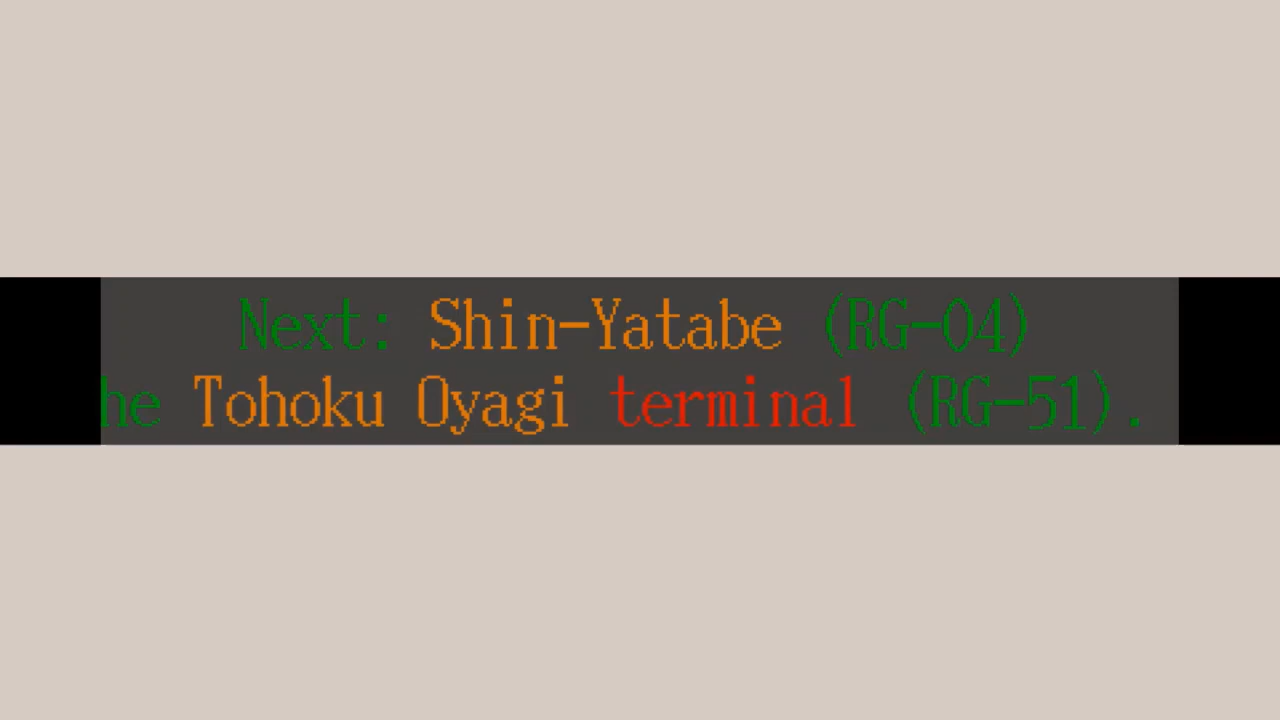 Next: Shin-Yatabe (RG-04)
he Tohoku Oyagi terminal (RG-51).